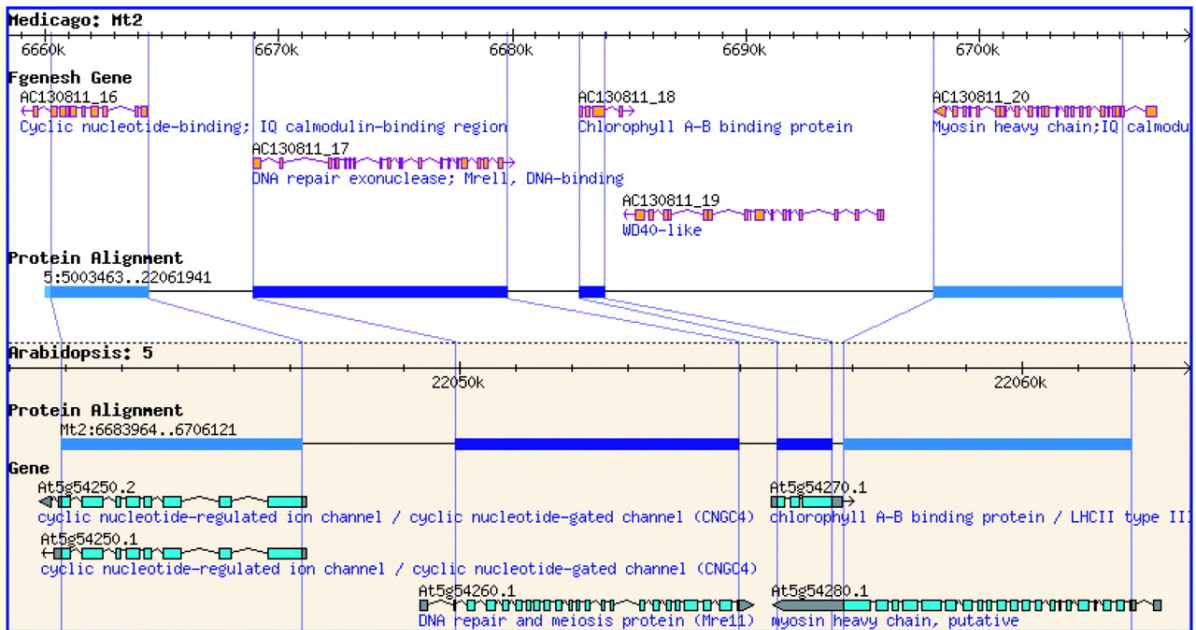 Medicago: Mt2
6660k 6670k 6680k 6690k 6700k
Fgenesh Gene
AC130811_16 AC130811_18 AC130811_20
Cyclic nucleotide-binding; IQ calmodulin-binding region Chlorophyll A-B binding protein Myosin heavy chain;IQ calmodu
AC130811_17
DNA repair exonuclease; Mre11, DNA-binding
AC130811_19
WD40-like
Protein Alignment
5:5003463..22061941
Arabidopsis: 5
22050k 22060k
Protein Alignment
Mt2:6683964..6706121
Gene
At5g54250.2 At5g54270.1
cyclic nucleotide-regulated ion channel / cyclic nucleotide-gated channel (CNGC4) chlorophyll A-B binding protein / LHCII type III
At5g54250.1
cyclic nucleotide-regulated ion channel / cyclic nucleotide-gated channel (CNGC4)
At5g54260.1 At5g54280.1
DNA repair and meiosis protein (Mre11) myosin heavy chain, putative